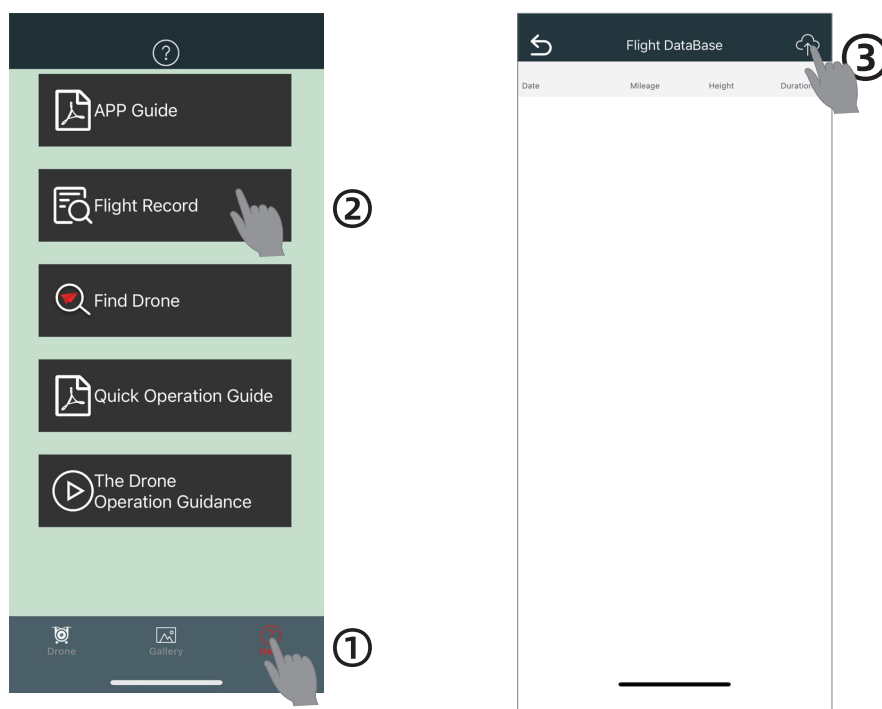 ?
APP Guide
Flight Record
②
Find Drone
Quick Operation Guide
The Drone
Operation Guidance
Drone
Gallery
①
Flight DataBase
③
Date
Mileage
Height
Duration